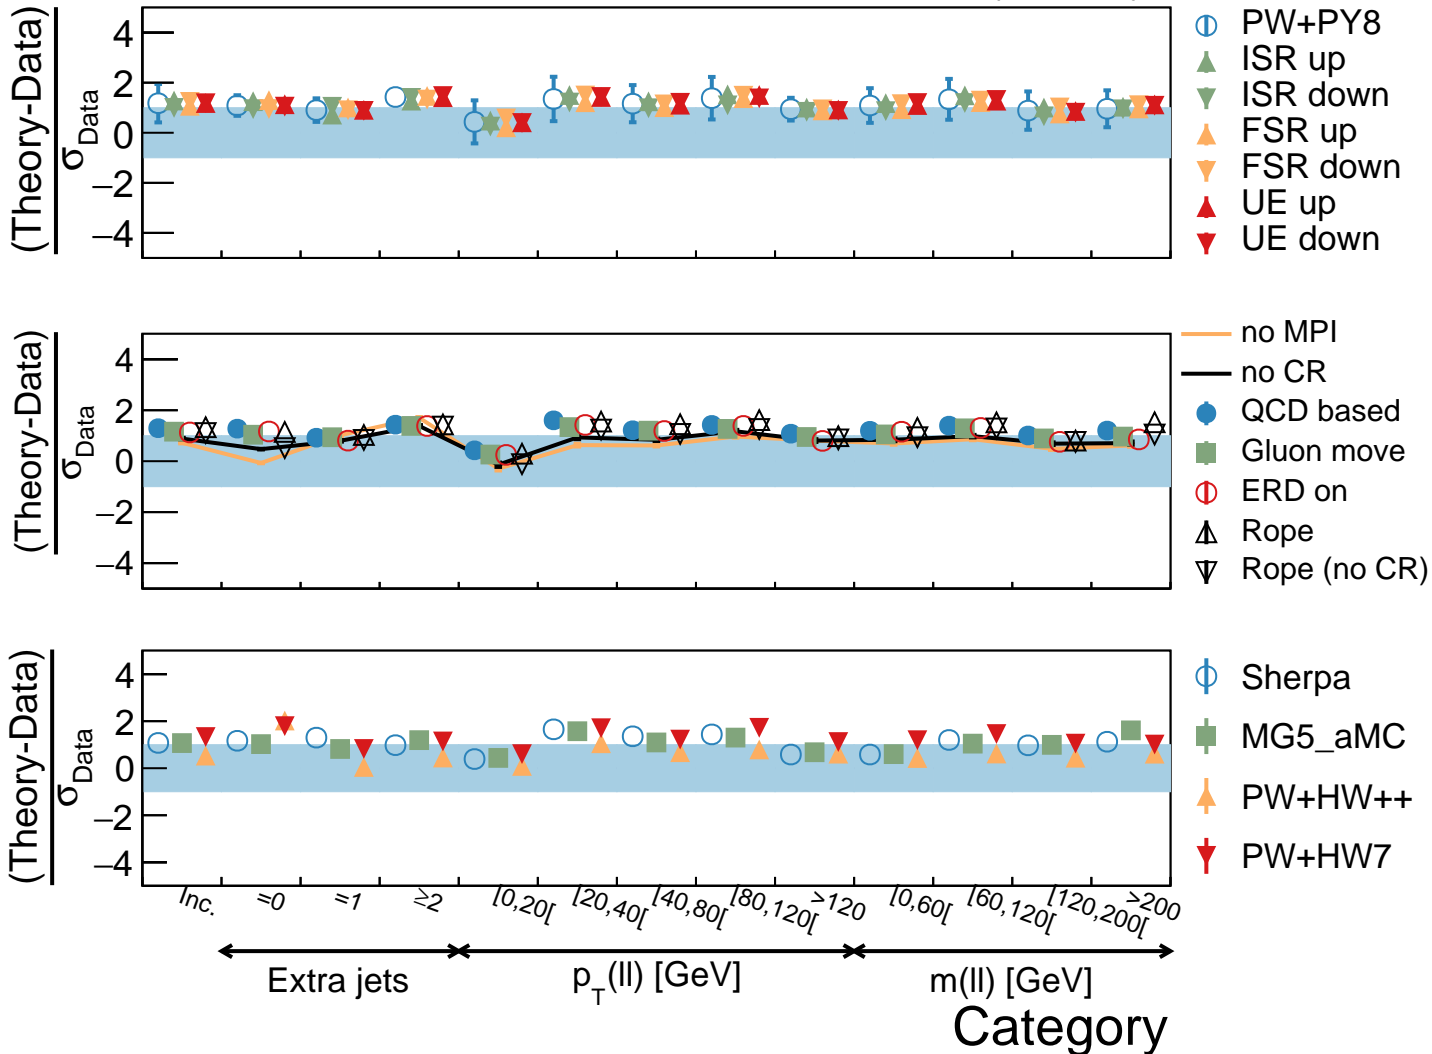 (Theory-Data)
σData
4
2
0
−2
−4
PW+PY8
ISR up
ISR down
FSR up
FSR down
UE up
UE down
(Theory-Data)
σData
4
2
0
−2
−4
no MPI
no CR
QCD based
Gluon move
ERD on
Rope
Rope (no CR)
(Theory-Data)
σData
4
2
0
−2
−4
Sherpa
MG5_aMC
PW+HW++
PW+HW7
Inc. =0 =1 ≥2 [0,20[ [20,40[ [40,80[ [80,120[ >120 [0,60[ [60,120[ [120,200[ >200
Extra jets pT(ll) [GeV] m(ll) [GeV]
Category